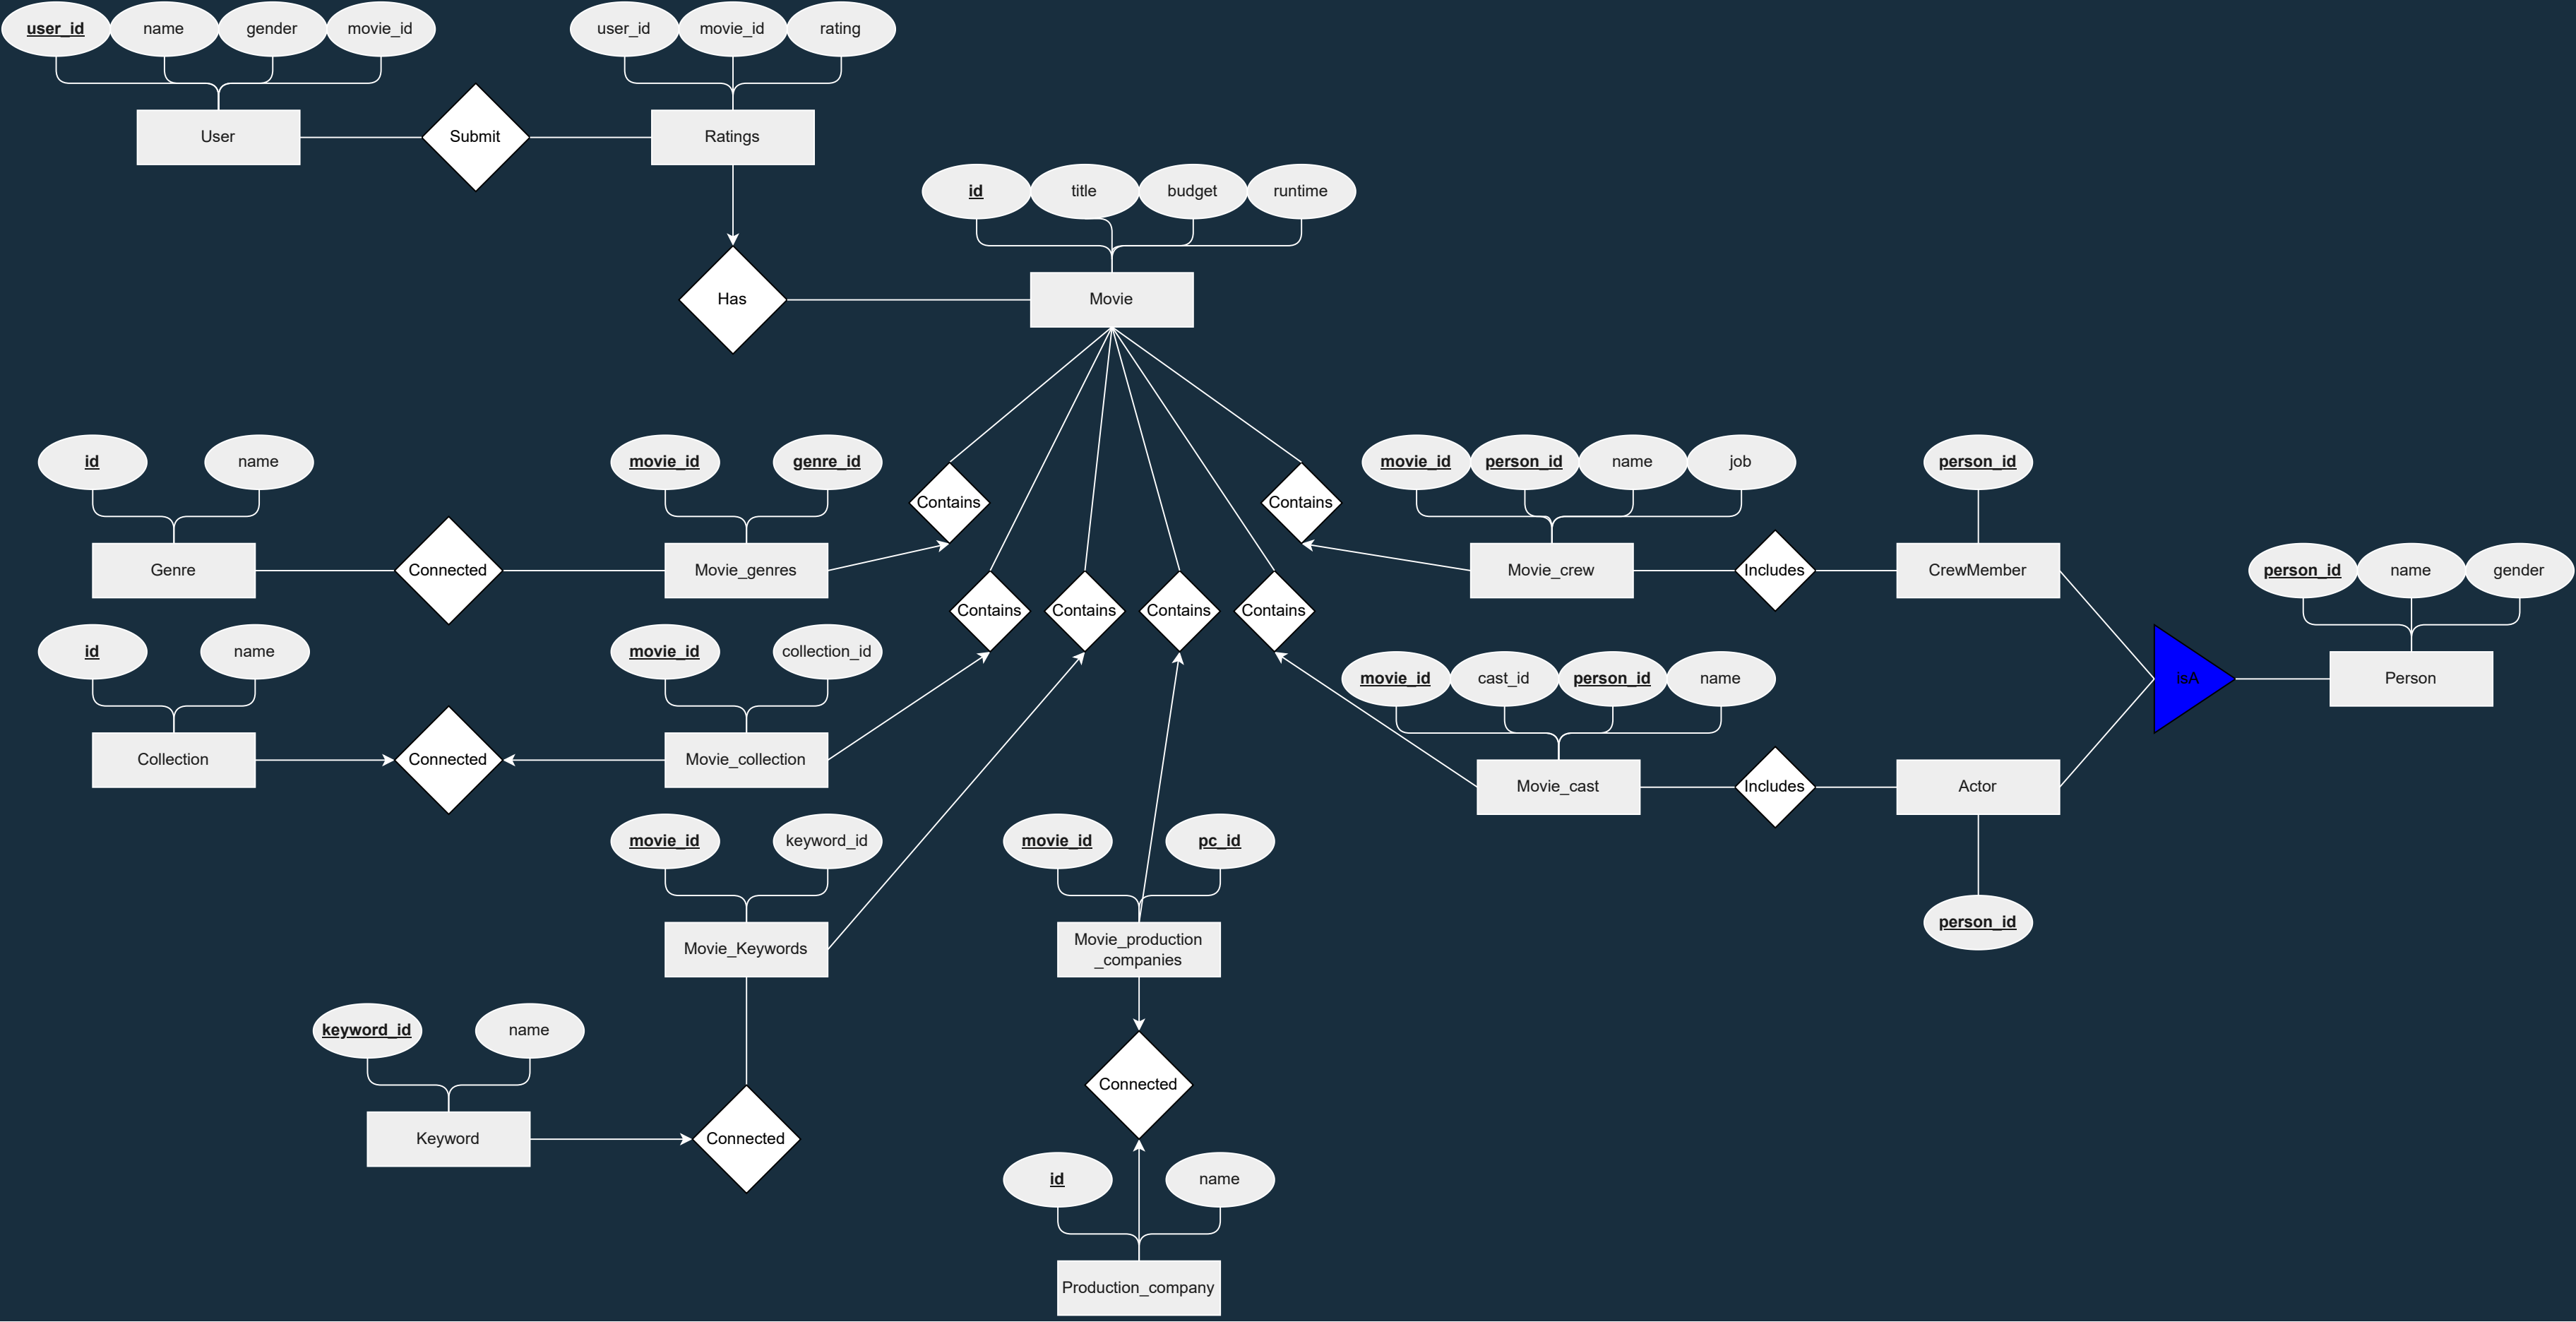 user_id
name
gender
movie_id
user_id
movie_id
rating
User
Submit
Ratings
id
title
budget
runtime
Has
Movie
id
name
movie_id
genre_id
Contains
Contains
movie_id
person_id
name
job
person_id
Genre
Connected
Movie_genres
Movie_crew
Includes
CrewMember
person_id
name
gender
Contains
Contains
Contains
Contains
id
name
movie_id
collection_id
movie_id
cast_id
person_id
name
isA
Person
Collection
Connected
Movie_collection
Movie_cast
Includes
Actor
movie_id
keyword_id
movie_id
pc_id
person_id
Movie_Keywords
Movie_production
_companies
keyword_id
name
Connected
Keyword
Connected
id
name
Production_company